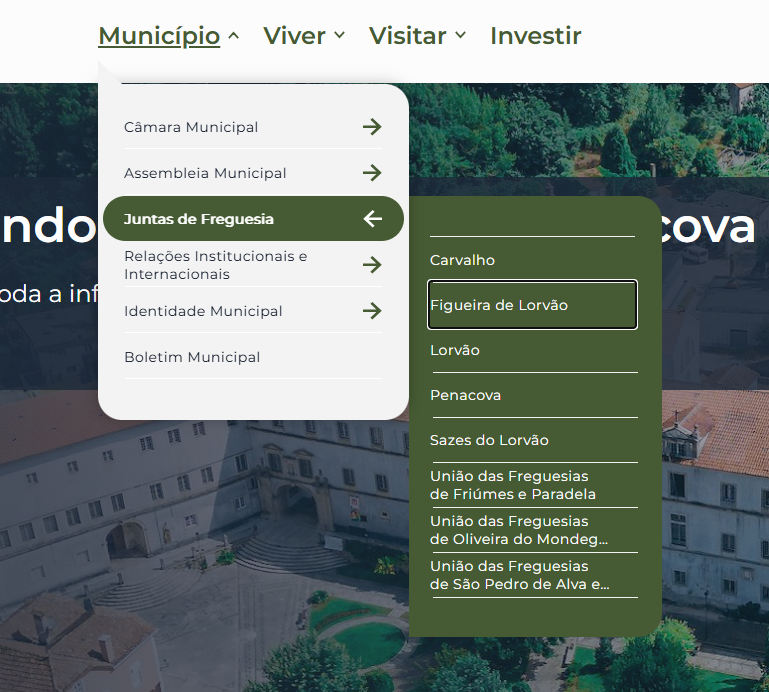 Município Viver Visitar Investir
Câmara Municipal
Assembleia Municipal
Juntas de Freguesia
Relações Institucionais e
Internacionais
Identidade Municipal
Boletim Municipal
Carvalho
Figueira de Lorvão
Lorvão
Penacova
Sazes do Lorvão
União das Freguesias
de Friúmes e Paradela
União das Freguesias
de Oliveira do Mondeg...
União das Freguesias
de São Pedro de Alva e...
ndo cova
oda a inf